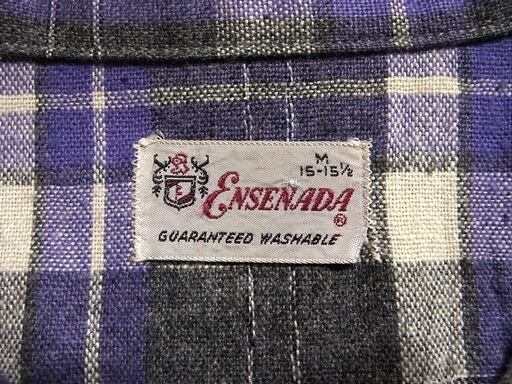 M
15-15½
ENSENADA ®
GUARANTEED WASHABLE